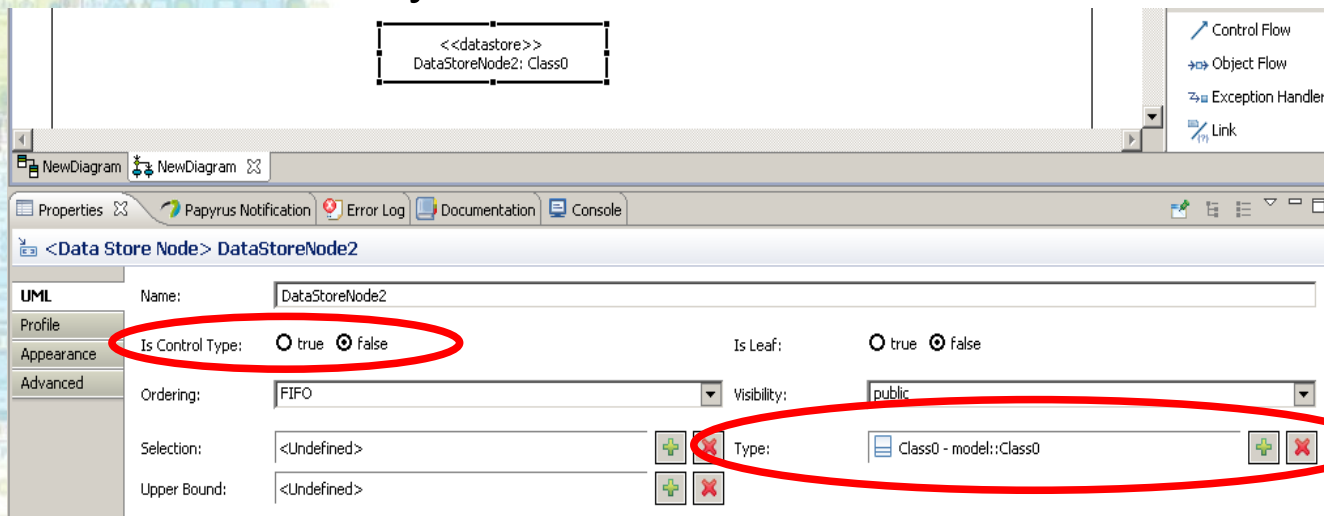 <<datastore>>
DataStoreNode2: Class0
Control Flow
Object Flow
Exception Handler
Link
NewDiagram NewDiagram
Properties Papyrus Notification Error Log Documentation Console
<Data Store Node> DataStoreNode2
UML
Profile
Appearance
Advanced
Name: DataStoreNode2
Is Control Type: true false Is Leaf: true false
Ordering: FIFO Visibility: public
Selection: <Undefined> Type: Class0 - model::Class0
Upper Bound: <Undefined>